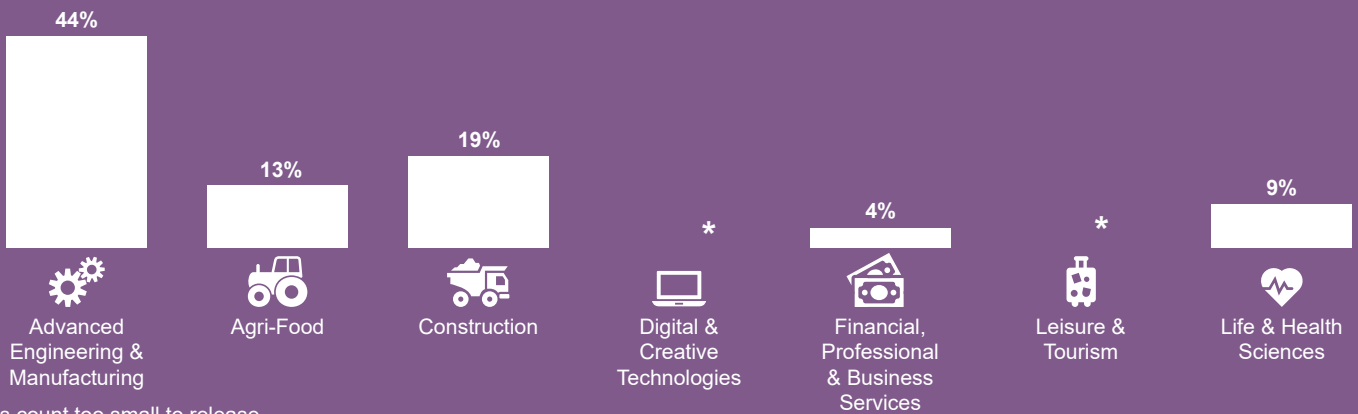 44%
13%
19%
*
4%
*
9%
Advanced
Engineering &
Manufacturing
Agri-Food
Construction
Digital &
Creative
Technologies
Financial,
Professional
& Business
Services
Leisure &
Tourism
Life & Health
Sciences
count too small to release